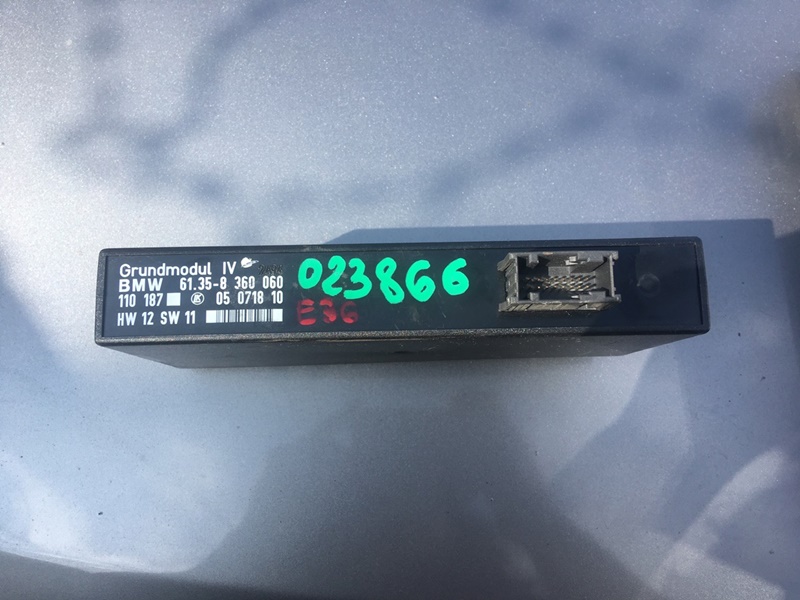 Grundmodul IV
BMW 61.35-8 360 060
110 187 05 0718 10
HW 12 SW 11
023866
E36